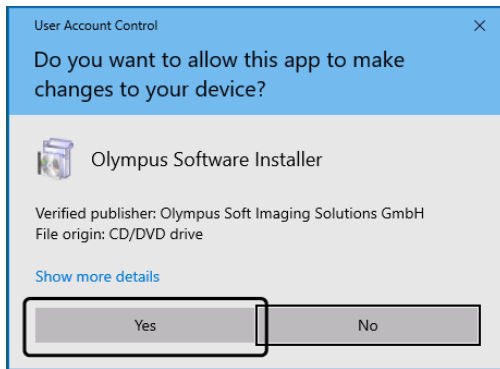 User Account Control
Do you want to allow this app to make
changes to your device?
Olympus Software Installer
Verified publisher: Olympus Soft Imaging Solutions GmbH
File origin: CD/DVD drive
Show more details
Yes
No